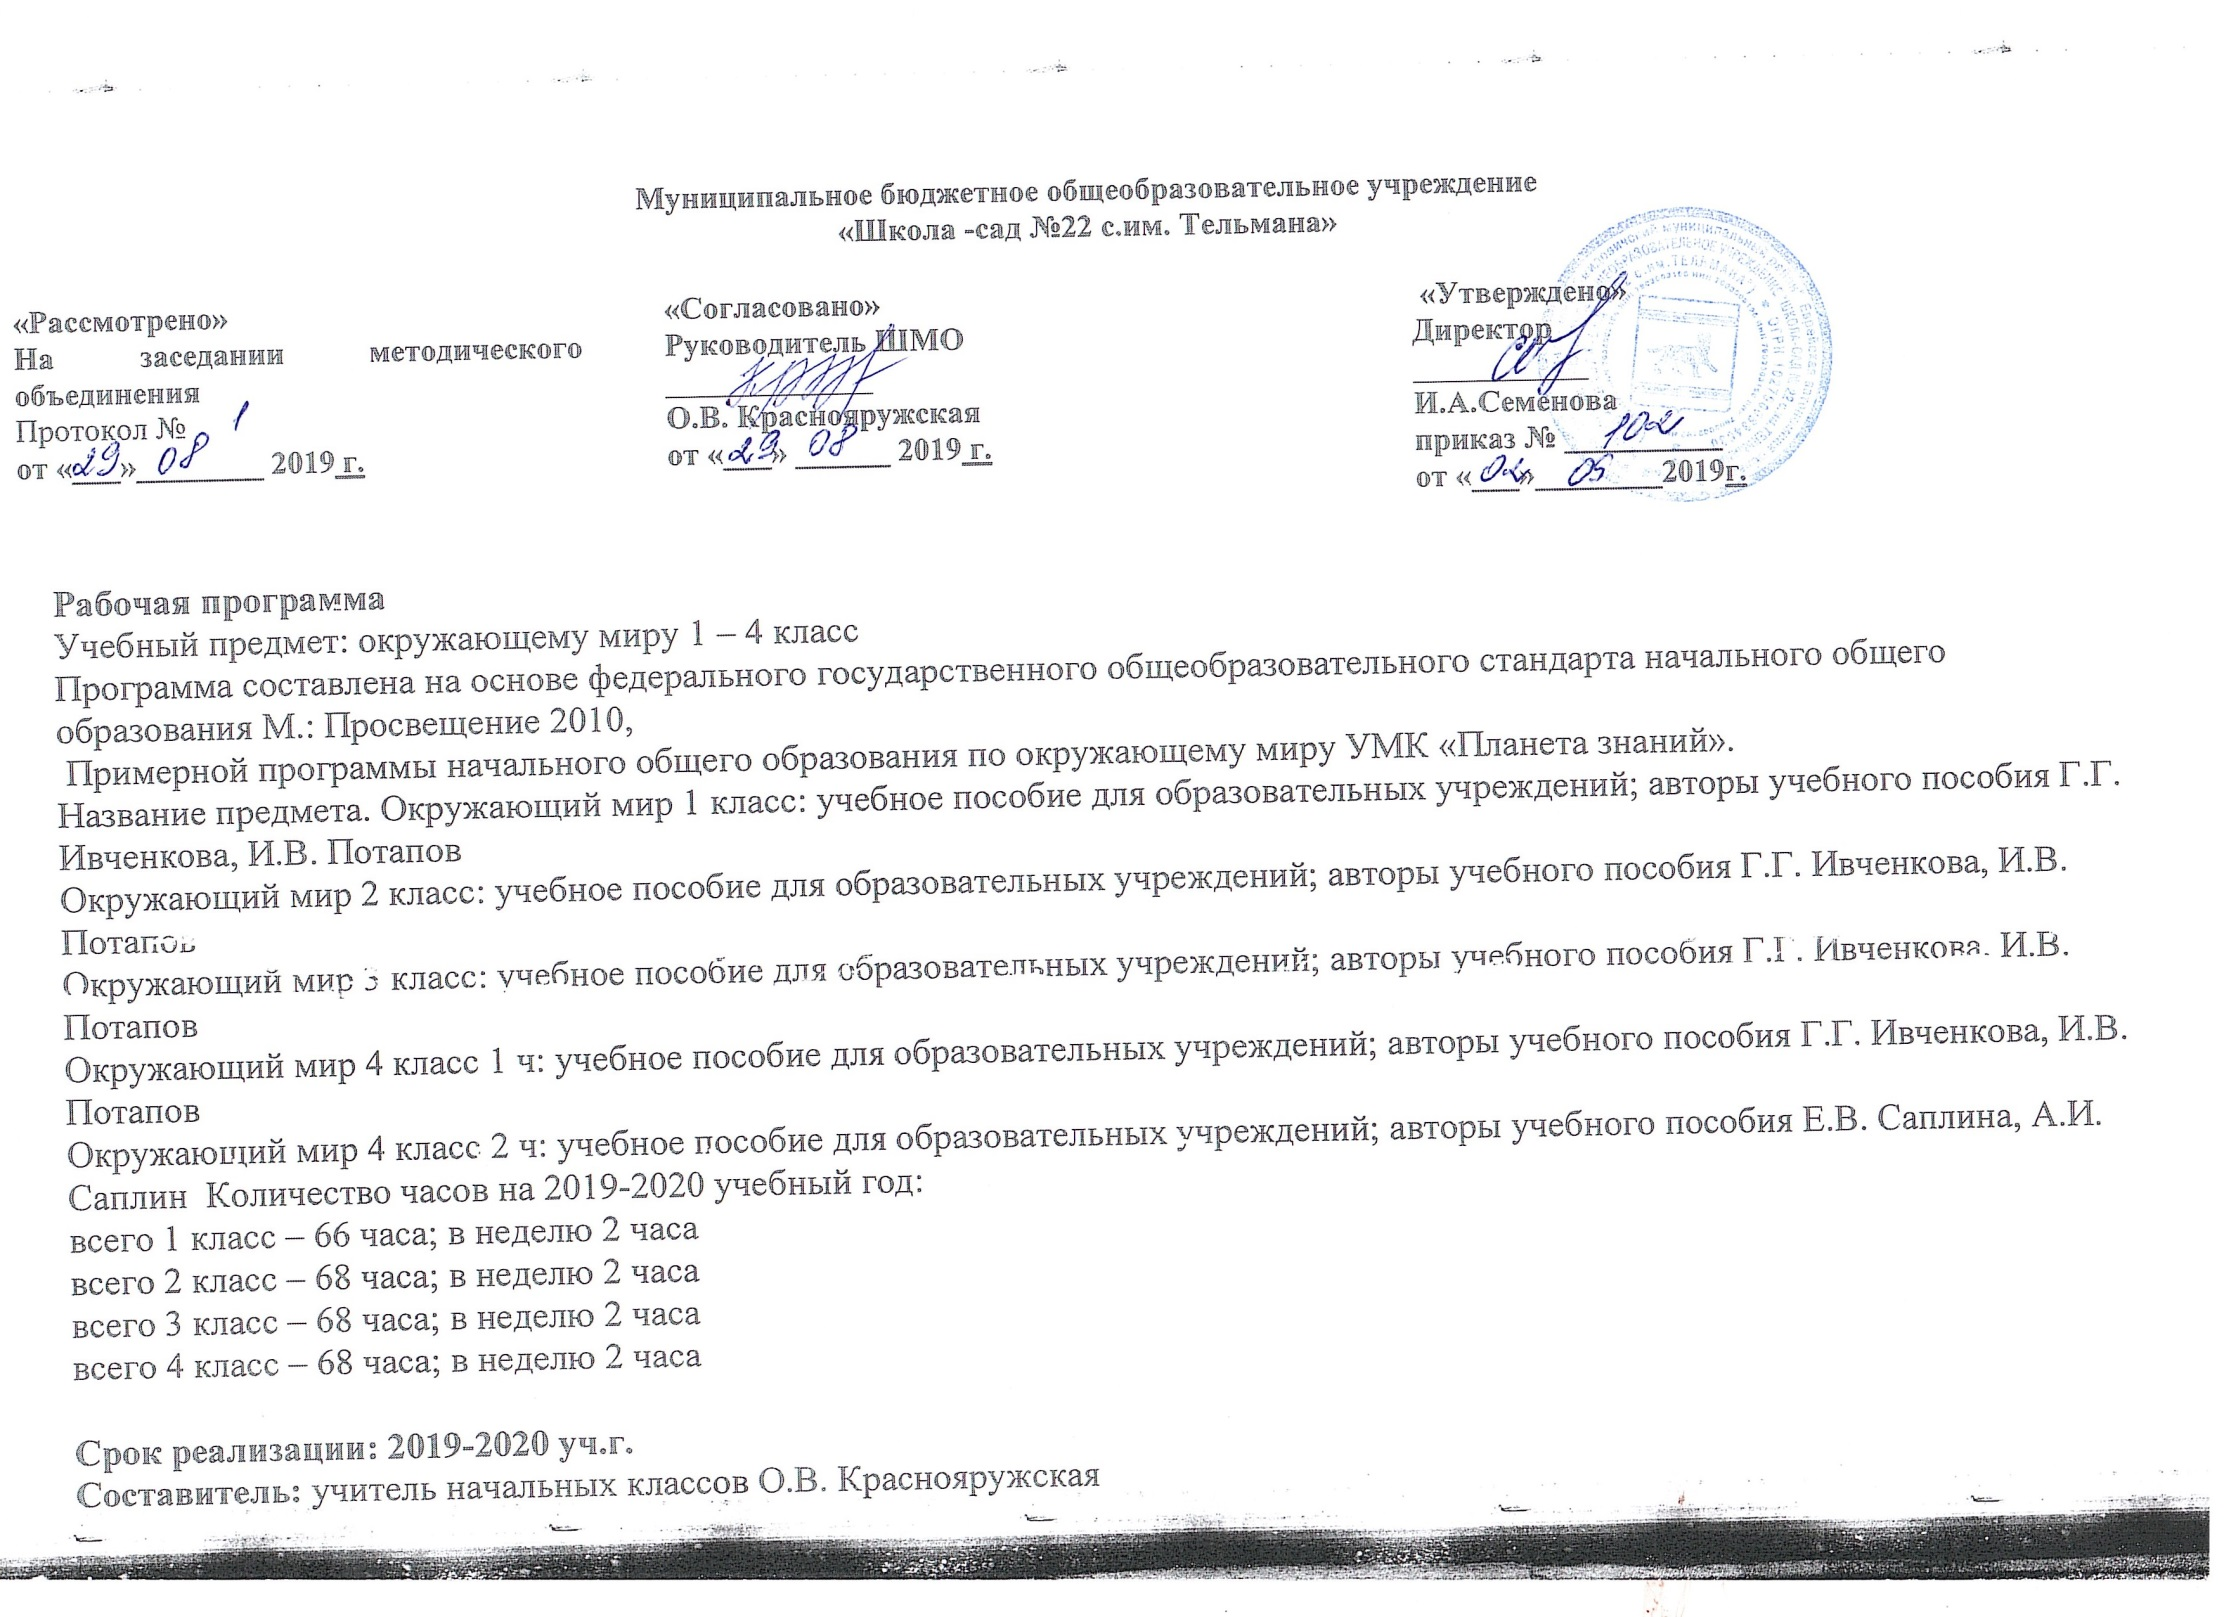 Муниципальное бюджетное общеобразовательное учреждение
«Школа -сад №22 с.им. Тельмана»
«Рассмотрено»
На заседании методического
объединения
Протокол № 1
от «29» 08 2019 г.
«Согласовано»
Руководитель ШМО
О.В. Краснояружская
от «29» 08 2019 г.
«Утверждено»
Директор
И.А.Семенова
приказ № 102
от «02» 09 2019г.
Рабочая программа
Учебный предмет: окружающему миру 1 – 4 класс
Программа составлена на основе федерального государственного общеобразовательного стандарта начального общего
образования М.: Просвещение 2010,
Примерной программы начального общего образования по окружающему миру УМК «Планета знаний».
Название предмета. Окружающий мир 1 класс: учебное пособие для образовательных учреждений; авторы учебного пособия Г.Г.
Ивченкова, И.В. Потапов
Окружающий мир 2 класс: учебное пособие для образовательных учреждений; авторы учебного пособия Г.Г. Ивченкова, И.В.
Потапов
Окружающий мир 3 класс: учебное пособие для образовательных учреждений; авторы учебного пособия Г.Г. Ивченкова, И.В.
Потапов
Окружающий мир 4 класс 1 ч: учебное пособие для образовательных учреждений; авторы учебного пособия Г.Г. Ивченкова, И.В.
Потапов
Окружающий мир 4 класс 2 ч: учебное пособие для образовательных учреждений; авторы учебного пособия Е.В. Саплина, А.И.
Саплин Количество часов на 2019-2020 учебный год:
всего 1 класс – 66 часа; в неделю 2 часа
всего 2 класс – 68 часа; в неделю 2 часа
всего 3 класс – 68 часа; в неделю 2 часа
всего 4 класс – 68 часа; в неделю 2 часа
Срок реализации: 2019-2020 уч.г.
Составитель: учитель начальных классов О.В. Краснояружская